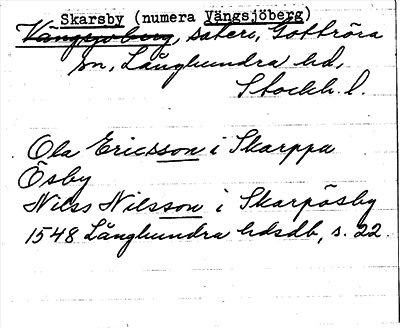 Skarsby (numera Vängsjöberg)
Vängsjöberg, säteri, Gottröra
sn, Långhundra hd,
Stockh. l.
Ola Ericsson i Skarppa
Ösby
Nilss Nilsson i Skarpösby
1548 Långhundra hdsdb, s. 22.